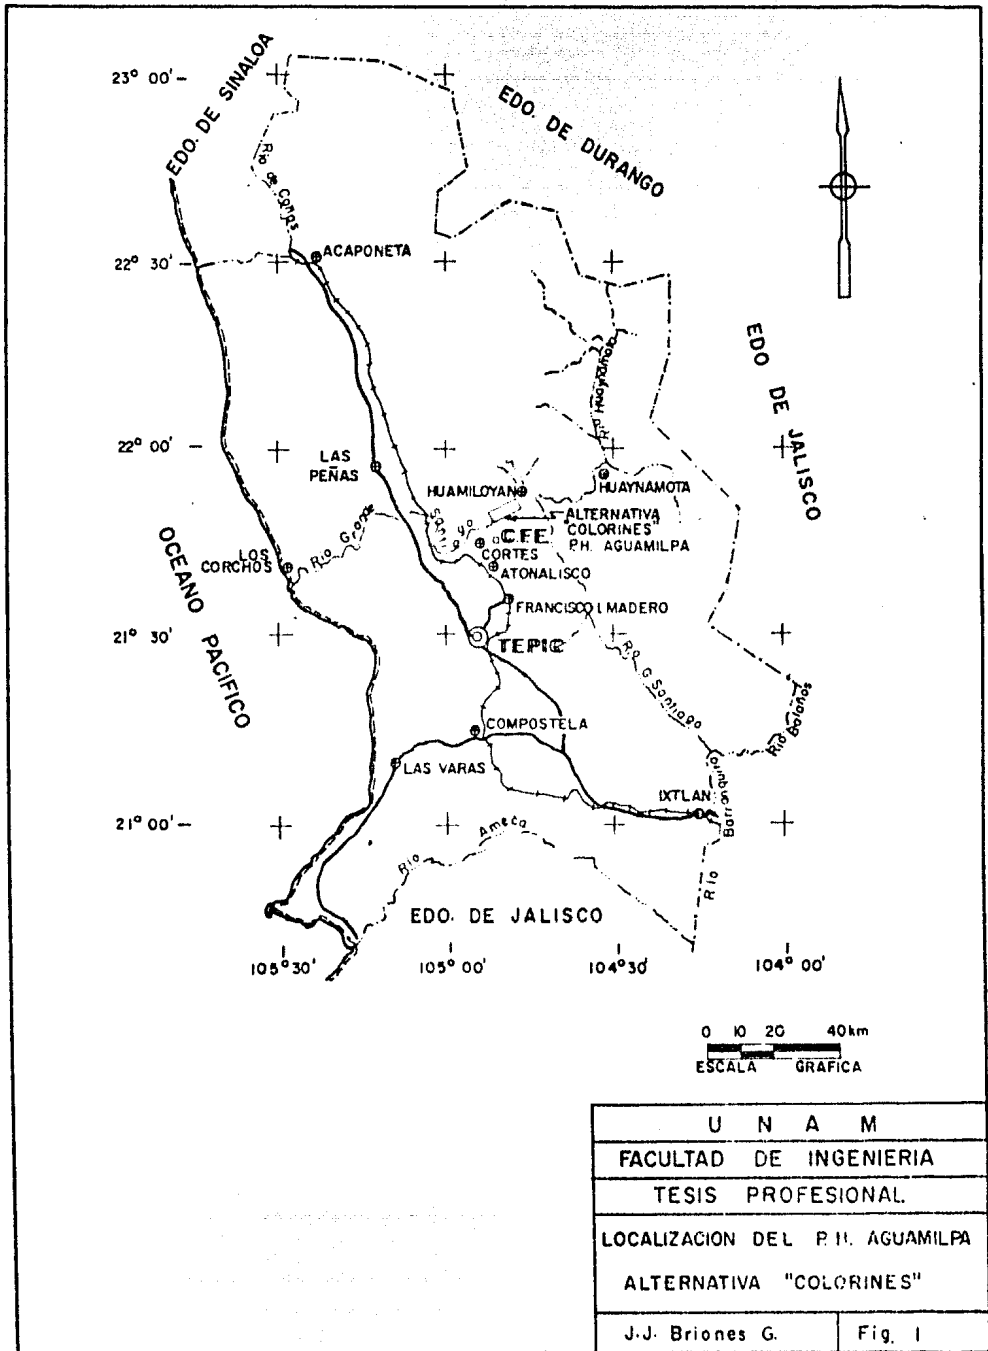 23° 00'
EDO. DE SINALOA
EDO. DE DURANGO
Rio de Cañas
ACAPONETA
22° 30'
EDO DE JALISCO
Rio Huaynamota
22° 00'
LAS
PEÑAS
HUAMILOYAN
HUAYNAMOTA
ALTERNATIVA
"COLORINES"
P.H. AGUAMILPA
Rio Grande
Santiago
C.F.E.
CORTES
ATONALISCO
LOS
CORCHOS
FRANCISCO I. MADERO
OCEANO PACIFICO
21° 30'
TEPIC
Rio G. Santiago
Rio Bolaños
COMPOSTELA
LAS VARAS
IXTLAN
21° 00'
Rio Ameca
Rio
EDO. DE JALISCO
105° 30'
105° 00'
104° 30'
104° 00'
0 10 20 40km
ESCALA GRAFICA
U N A M
FACULTAD DE INGENIERIA
TESIS PROFESIONAL.
LOCALIZACION DEL P. H. AGUAMILPA
ALTERNATIVA "COLORINES"
J.J. Briones G.
Fig. 1